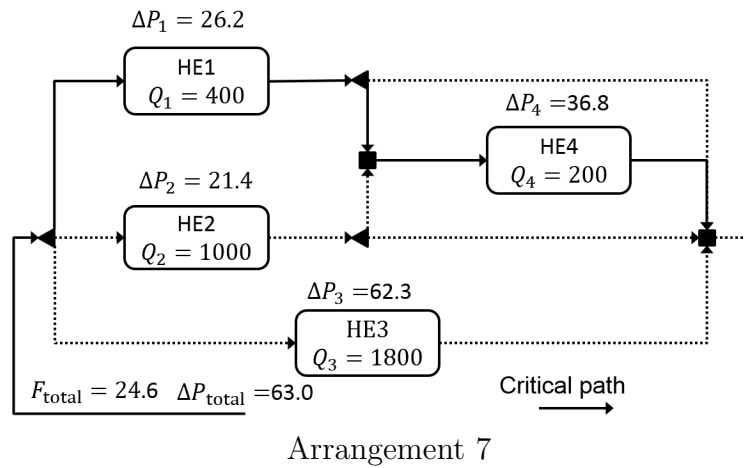 ΔP₁ = 26.2
HE1
Q₁ = 400
ΔP₄ =36.8
HE4
Q₄ = 200
ΔP₂ = 21.4
HE2
Q₂ = 1000
ΔP₃ =62.3
HE3
Q₃ = 1800
F_total = 24.6 ΔP_total =63.0
Critical path
Arrangement 7